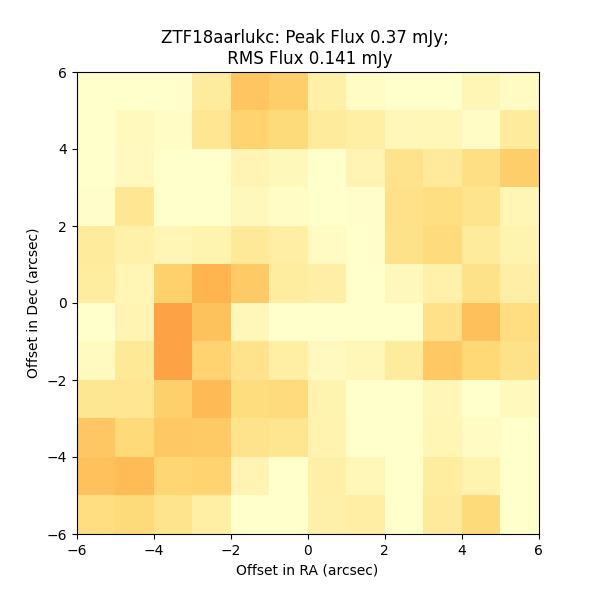 ZTF18aarlukc: Peak Flux 0.37 mJy;
RMS Flux 0.141 mJy
6
4
2
0
−2
−4
−6
Offset in Dec (arcsec)
−6 −4 −2 0 2 4 6
Offset in RA (arcsec)